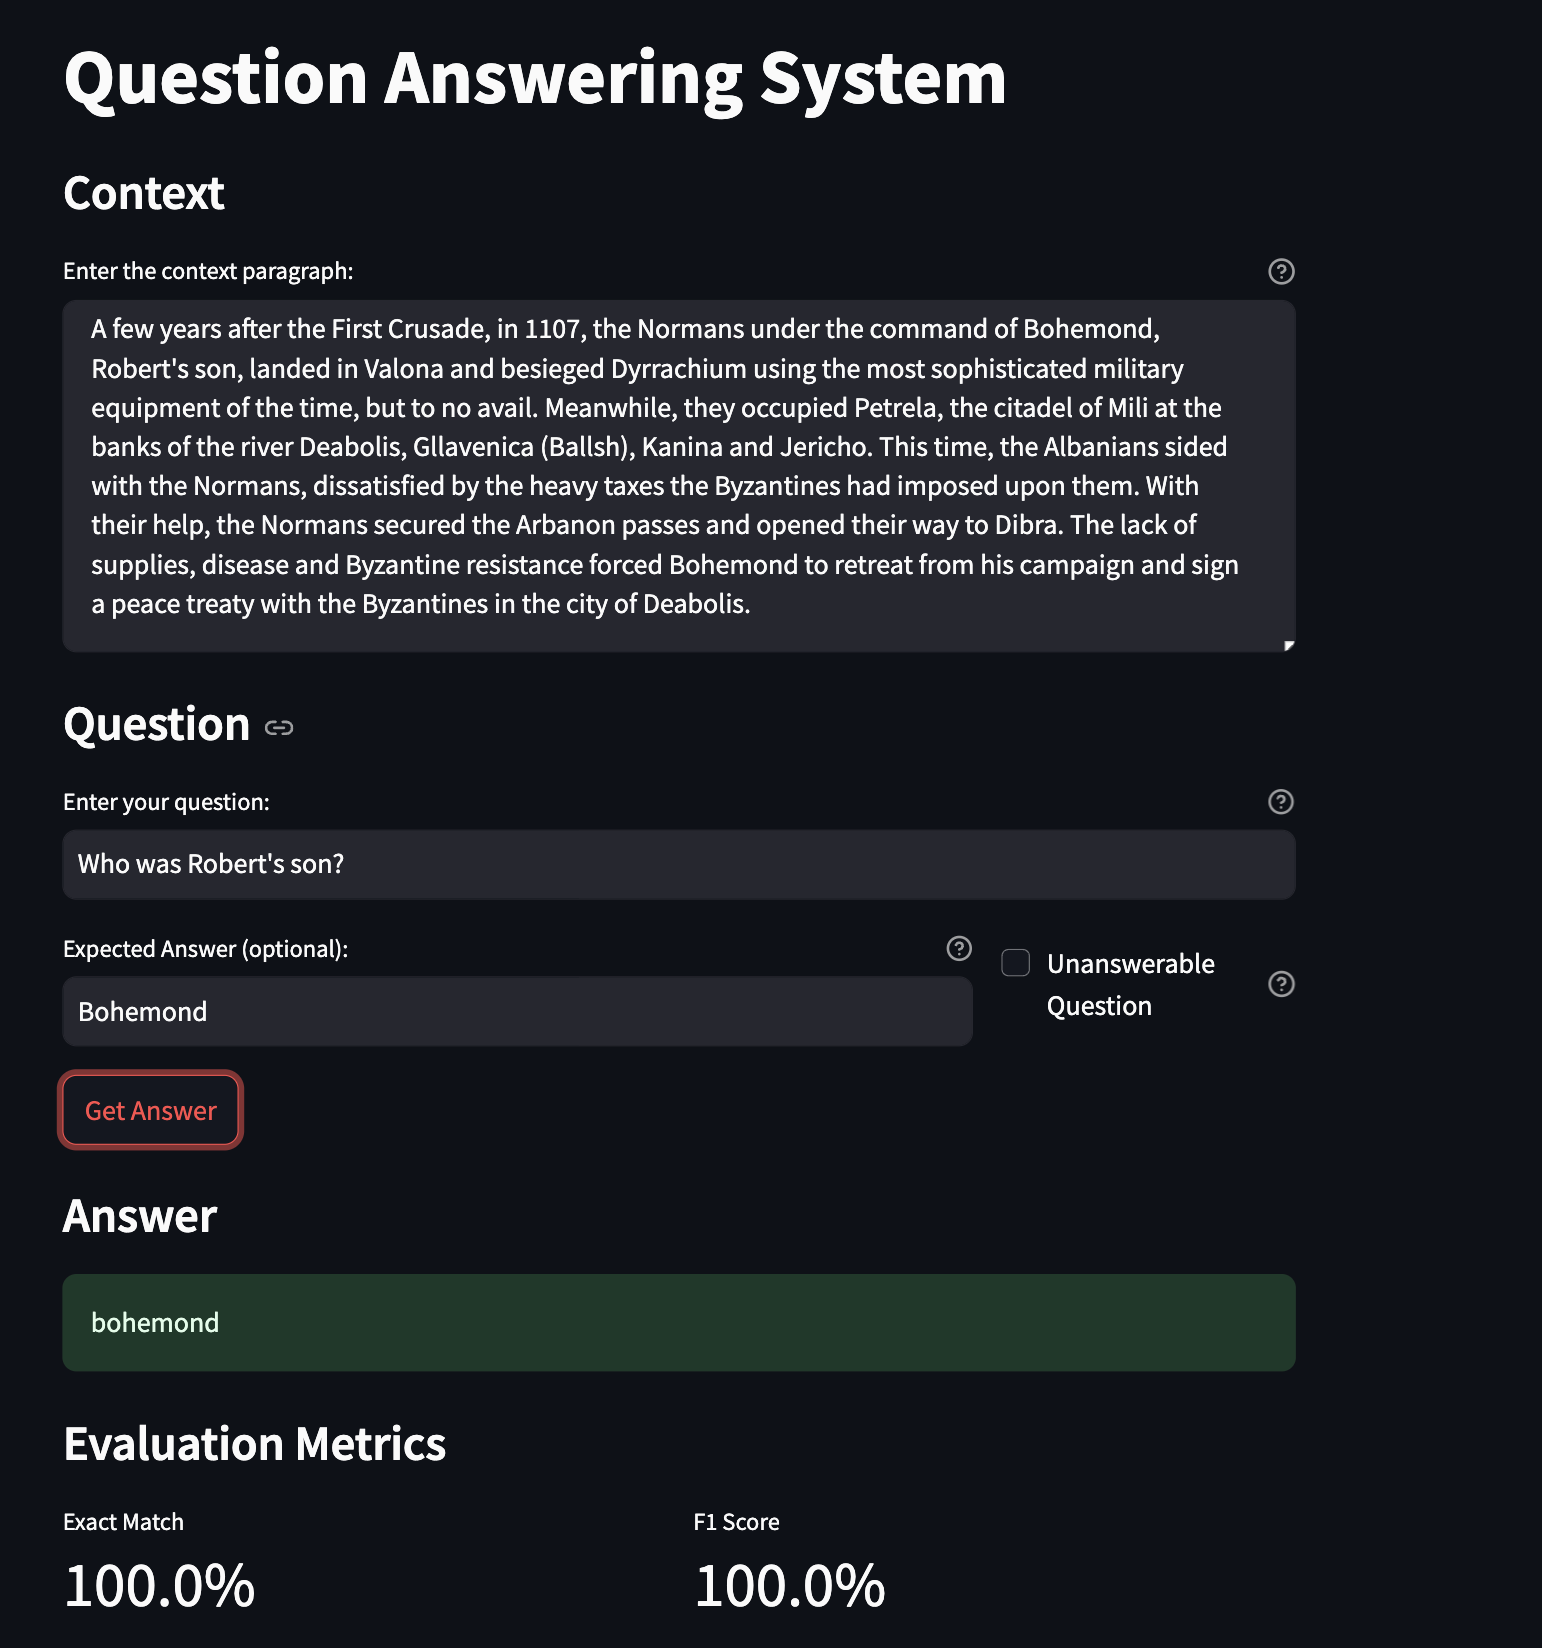 Question Answering System
Context
Enter the context paragraph:
A few years after the First Crusade, in 1107, the Normans under the command of Bohemond,
Robert's son, landed in Valona and besieged Dyrrachium using the most sophisticated military
equipment of the time, but to no avail. Meanwhile, they occupied Petrela, the citadel of Mili at the
banks of the river Deabolis, Gllavenica (Ballsh), Kanina and Jericho. This time, the Albanians sided
with the Normans, dissatisfied by the heavy taxes the Byzantines had imposed upon them. With
their help, the Normans secured the Arbanon passes and opened their way to Dibra. The lack of
supplies, disease and Byzantine resistance forced Bohemond to retreat from his campaign and sign
a peace treaty with the Byzantines in the city of Deabolis.
Question
Enter your question:
Who was Robert's son?
Expected Answer (optional):
Bohemond
Unanswerable
Question
Get Answer
Answer
bohemond
Evaluation Metrics
Exact Match
100.0%
F1 Score
100.0%